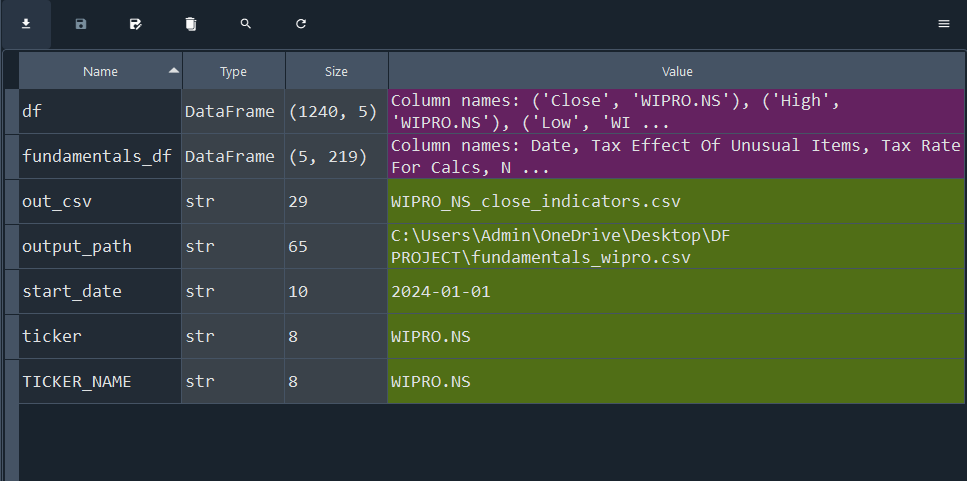 Name Type Size Value
df DataFrame (1240, 5) Column names: ('Close', 'WIPRO.NS'), ('High',
'WIPRO.NS'), ('Low', 'WI ...
fundamentals_df DataFrame (5, 219) Column names: Date, Tax Effect Of Unusual Items, Tax Rate
For Calcs, N ...
out_csv str 29 WIPRO_NS_close_indicators.csv
output_path str 65 C:\Users\Admin\OneDrive\Desktop\DF
PROJECT\fundamentals_wipro.csv
start_date str 10 2024-01-01
ticker str 8 WIPRO.NS
TICKER_NAME str 8 WIPRO.NS